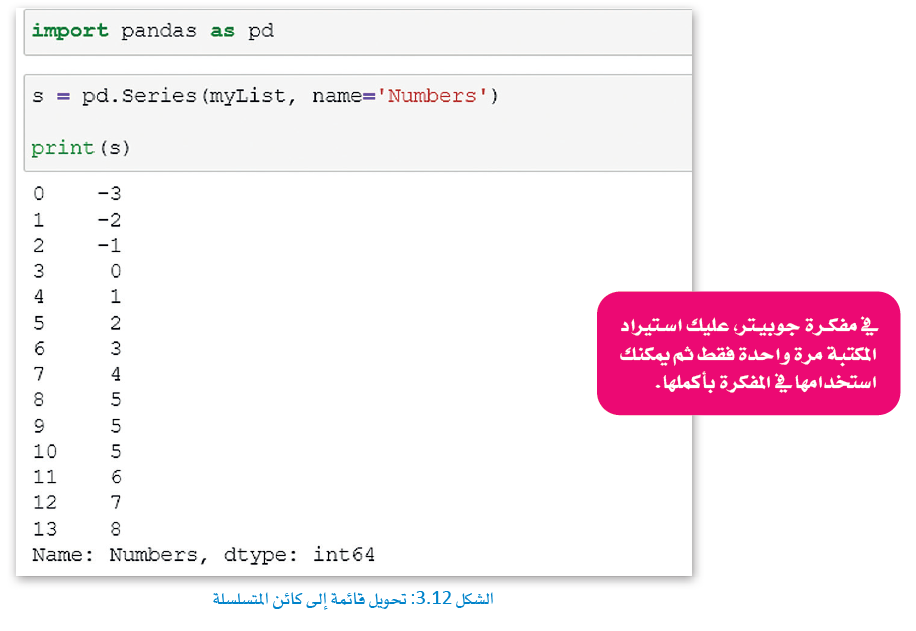 import pandas as pd
s = pd.Series(myList, name='Numbers')
print(s)
0     -3
1     -2
2     -1
3      0
4      1
5      2
6      3
7      4
8      5
9      5
10     5
11     6
12     7
13     8
Name: Numbers, dtype: int64
في مفكرة جوبيتر، عليك استيراد
المكتبة مرة واحدة فقط ثم يمكنك
استخدامها في المفكرة بأكملها.
الشكل 3.12: تحويل قائمة إلى كائن المتسلسلة